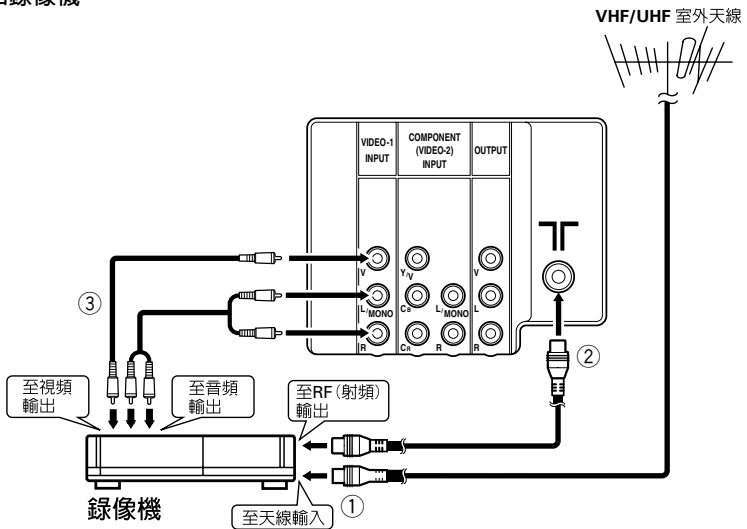 錄像機
VHF/UHF 室外天線
VIDEO-1
INPUT
COMPONENT
(VIDEO-2)
INPUT
OUTPUT
V
Y/V
V
L/MONO
CB
L/MONO
L
R
CR
R
R
③
②
至視頻
輸出
至音頻
輸出
至RF(射頻)
輸出
錄像機
至天線輸入
①